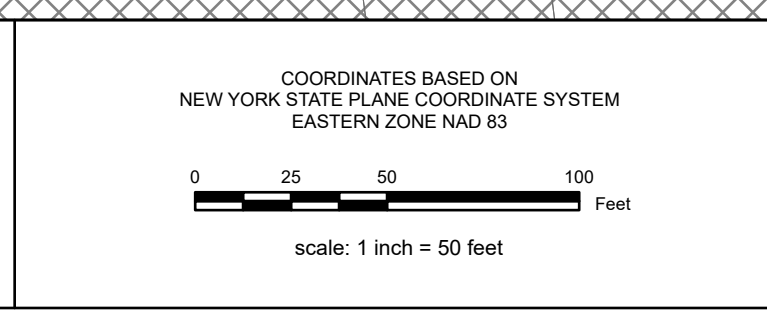 COORDINATES BASED ON
NEW YORK STATE PLANE COORDINATE SYSTEM
EASTERN ZONE NAD 83
0 25 50 100
Feet
scale: 1 inch = 50 feet